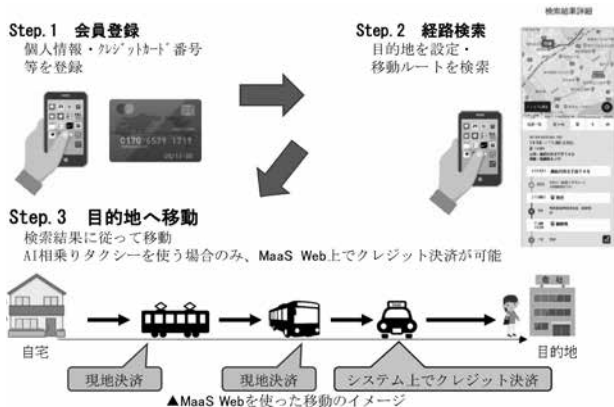 検索結果詳細
Step.1 会員登録
個人情報・クレジットカード番号
等を登録
Step.2 経路検索
目的地を設定・
移動ルートを検索
Step.3 目的地へ移動
検索結果に従って移動
AI相乗りタクシーを使う場合のみ、MaaS Web上でクレジット決済が可能
自宅
目的地
現地決済
現地決済
システム上でクレジット決済
▲MaaS Webを使った移動のイメージ